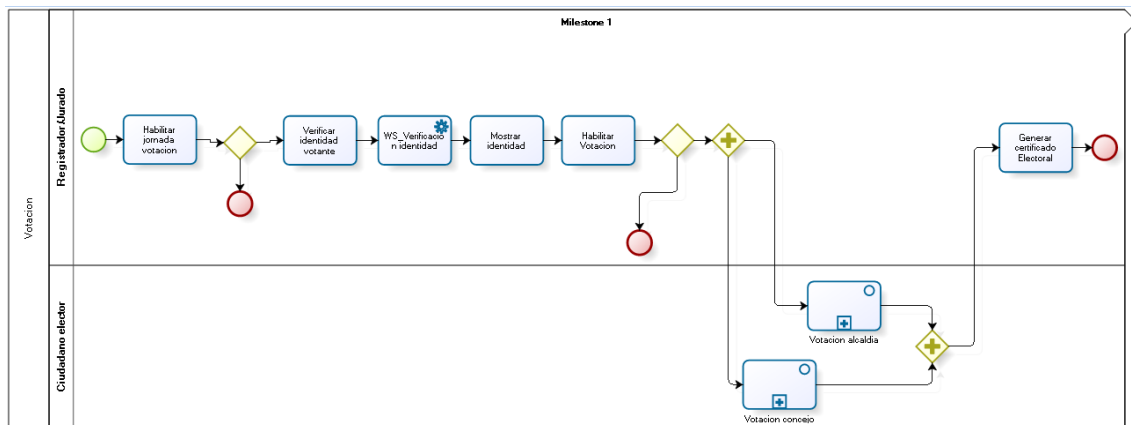 Milestone 1
Votacion
Registrador/Jurado
Habilitar
jornada
votacion
Verificar
identidad
votante
WS_Verificació
n identidad
Mostrar
identidad
Habilitar
Votacion
Generar
certificado
Electoral
Ciudadano elector
Votacion alcaldia
Votacion concejo